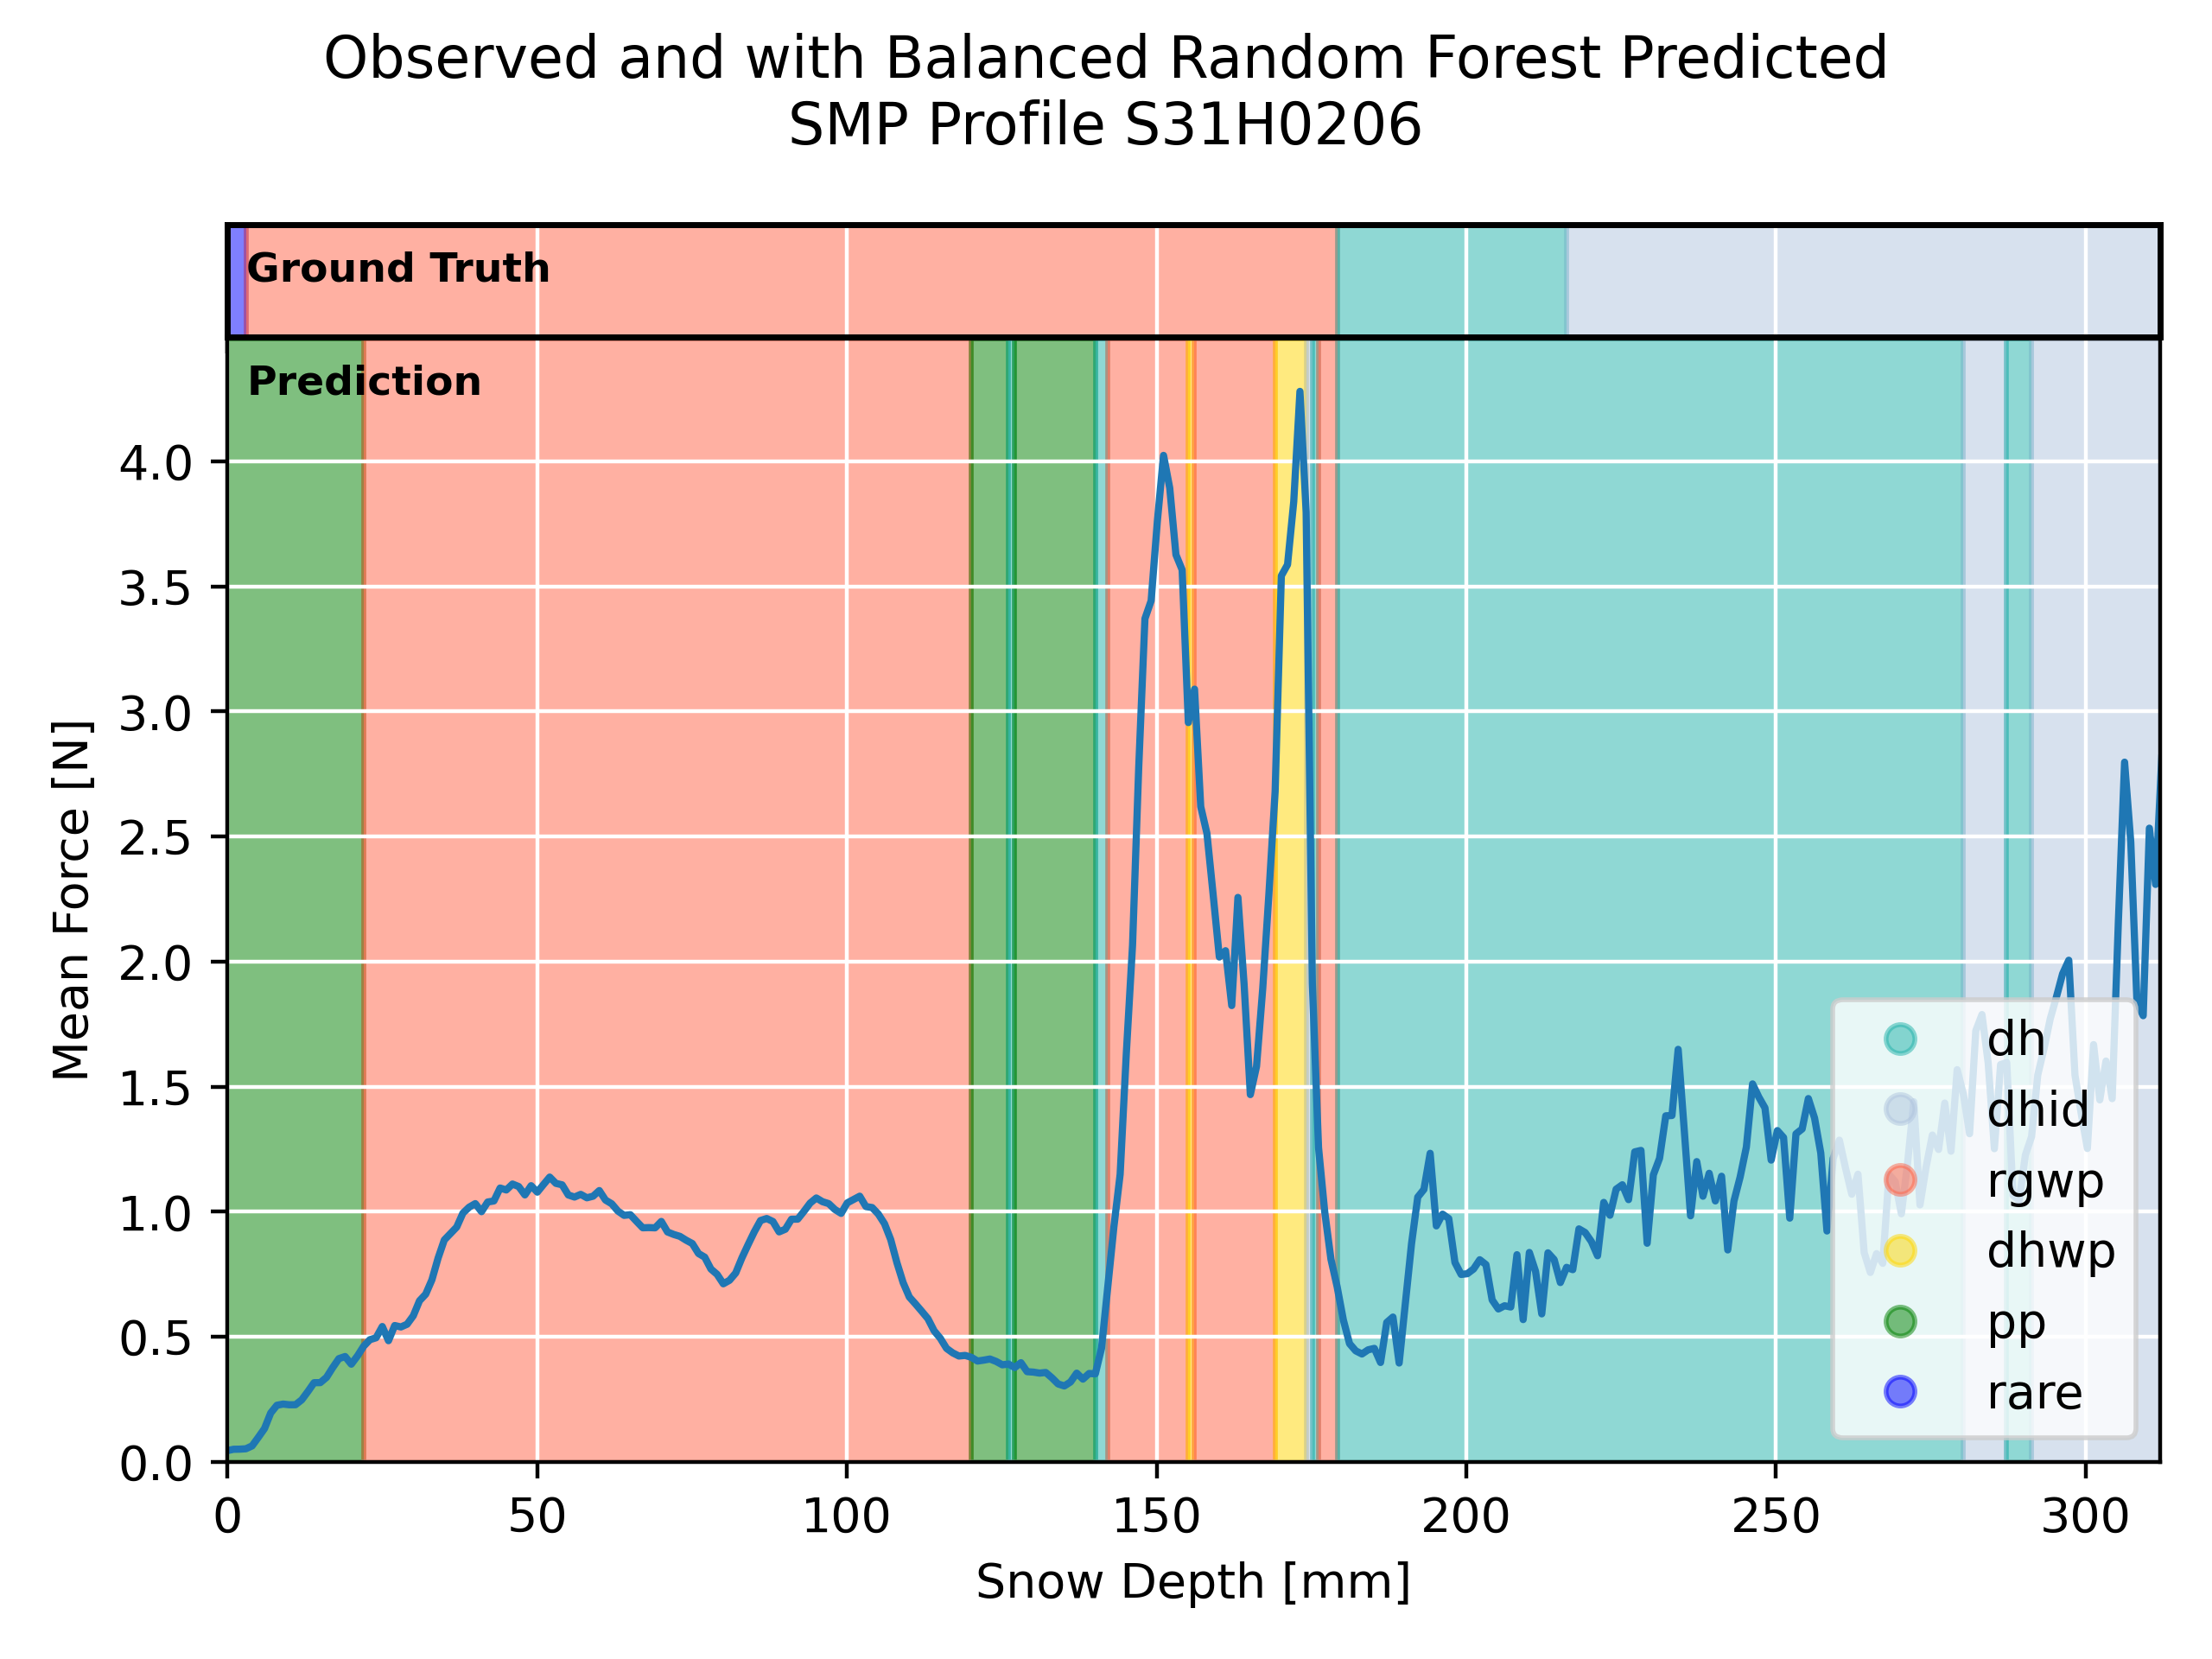 Observed and with Balanced Random Forest Predicted
SMP Profile S31H0206
Ground Truth
Prediction
4.0
3.5
3.0
2.5
2.0
1.5
1.0
0.5
0.0
Mean Force [N]
0 50 100 150 200 250 300
Snow Depth [mm]
dh
dhid
rgwp
dhwp
pp
rare